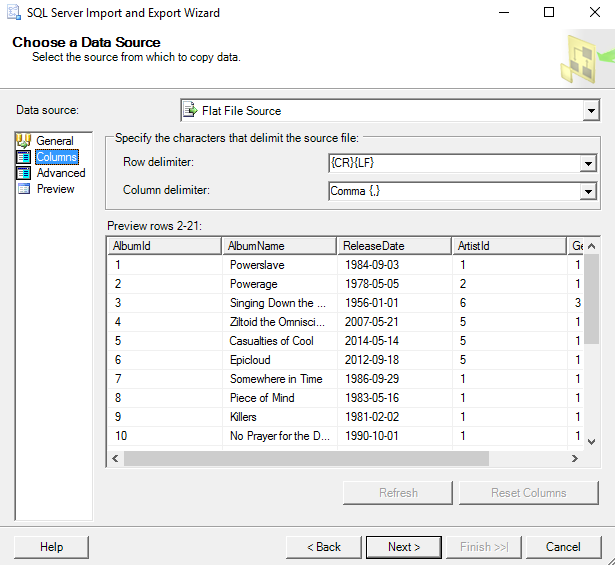 SQL Server Import and Export Wizard
Choose a Data Source
Select the source from which to copy data.
Data source: Flat File Source
General
Columns
Advanced
Preview
Specify the characters that delimit the source file:
Row delimiter: {CR}{LF}
Column delimiter: Comma {,}
Preview rows 2-21:
AlbumId AlbumName ReleaseDate ArtistId Ge
1 Powerslave 1984-09-03 1 1
2 Powerage 1978-05-05 2 1
3 Singing Down the ... 1956-01-01 6 3
4 Ziltoid the Omnisci... 2007-05-21 5 1
5 Casualties of Cool 2014-05-14 5 1
6 Epicloud 2012-09-18 5 1
7 Somewhere in Time 1986-09-29 1 1
8 Piece of Mind 1983-05-16 1 1
9 Killers 1981-02-02 1 1
10 No Prayer for the D... 1990-10-01 1 1
Refresh Reset Columns
Help < Back Next > Finish >>| Cancel